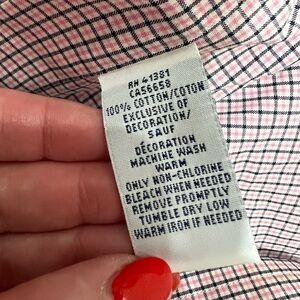 RN 41381
CA56658
100% COTTON/COTON
EXCLUSIVE OF
DECORATION/
SAUF
DÉCORATION
MACHINE WASH
WARM
ONLY NON-CHLORINE
BLEACH WHEN NEEDED
REMOVE PROMPTLY
TUMBLE DRY LOW
WARM IRON IF NEEDED